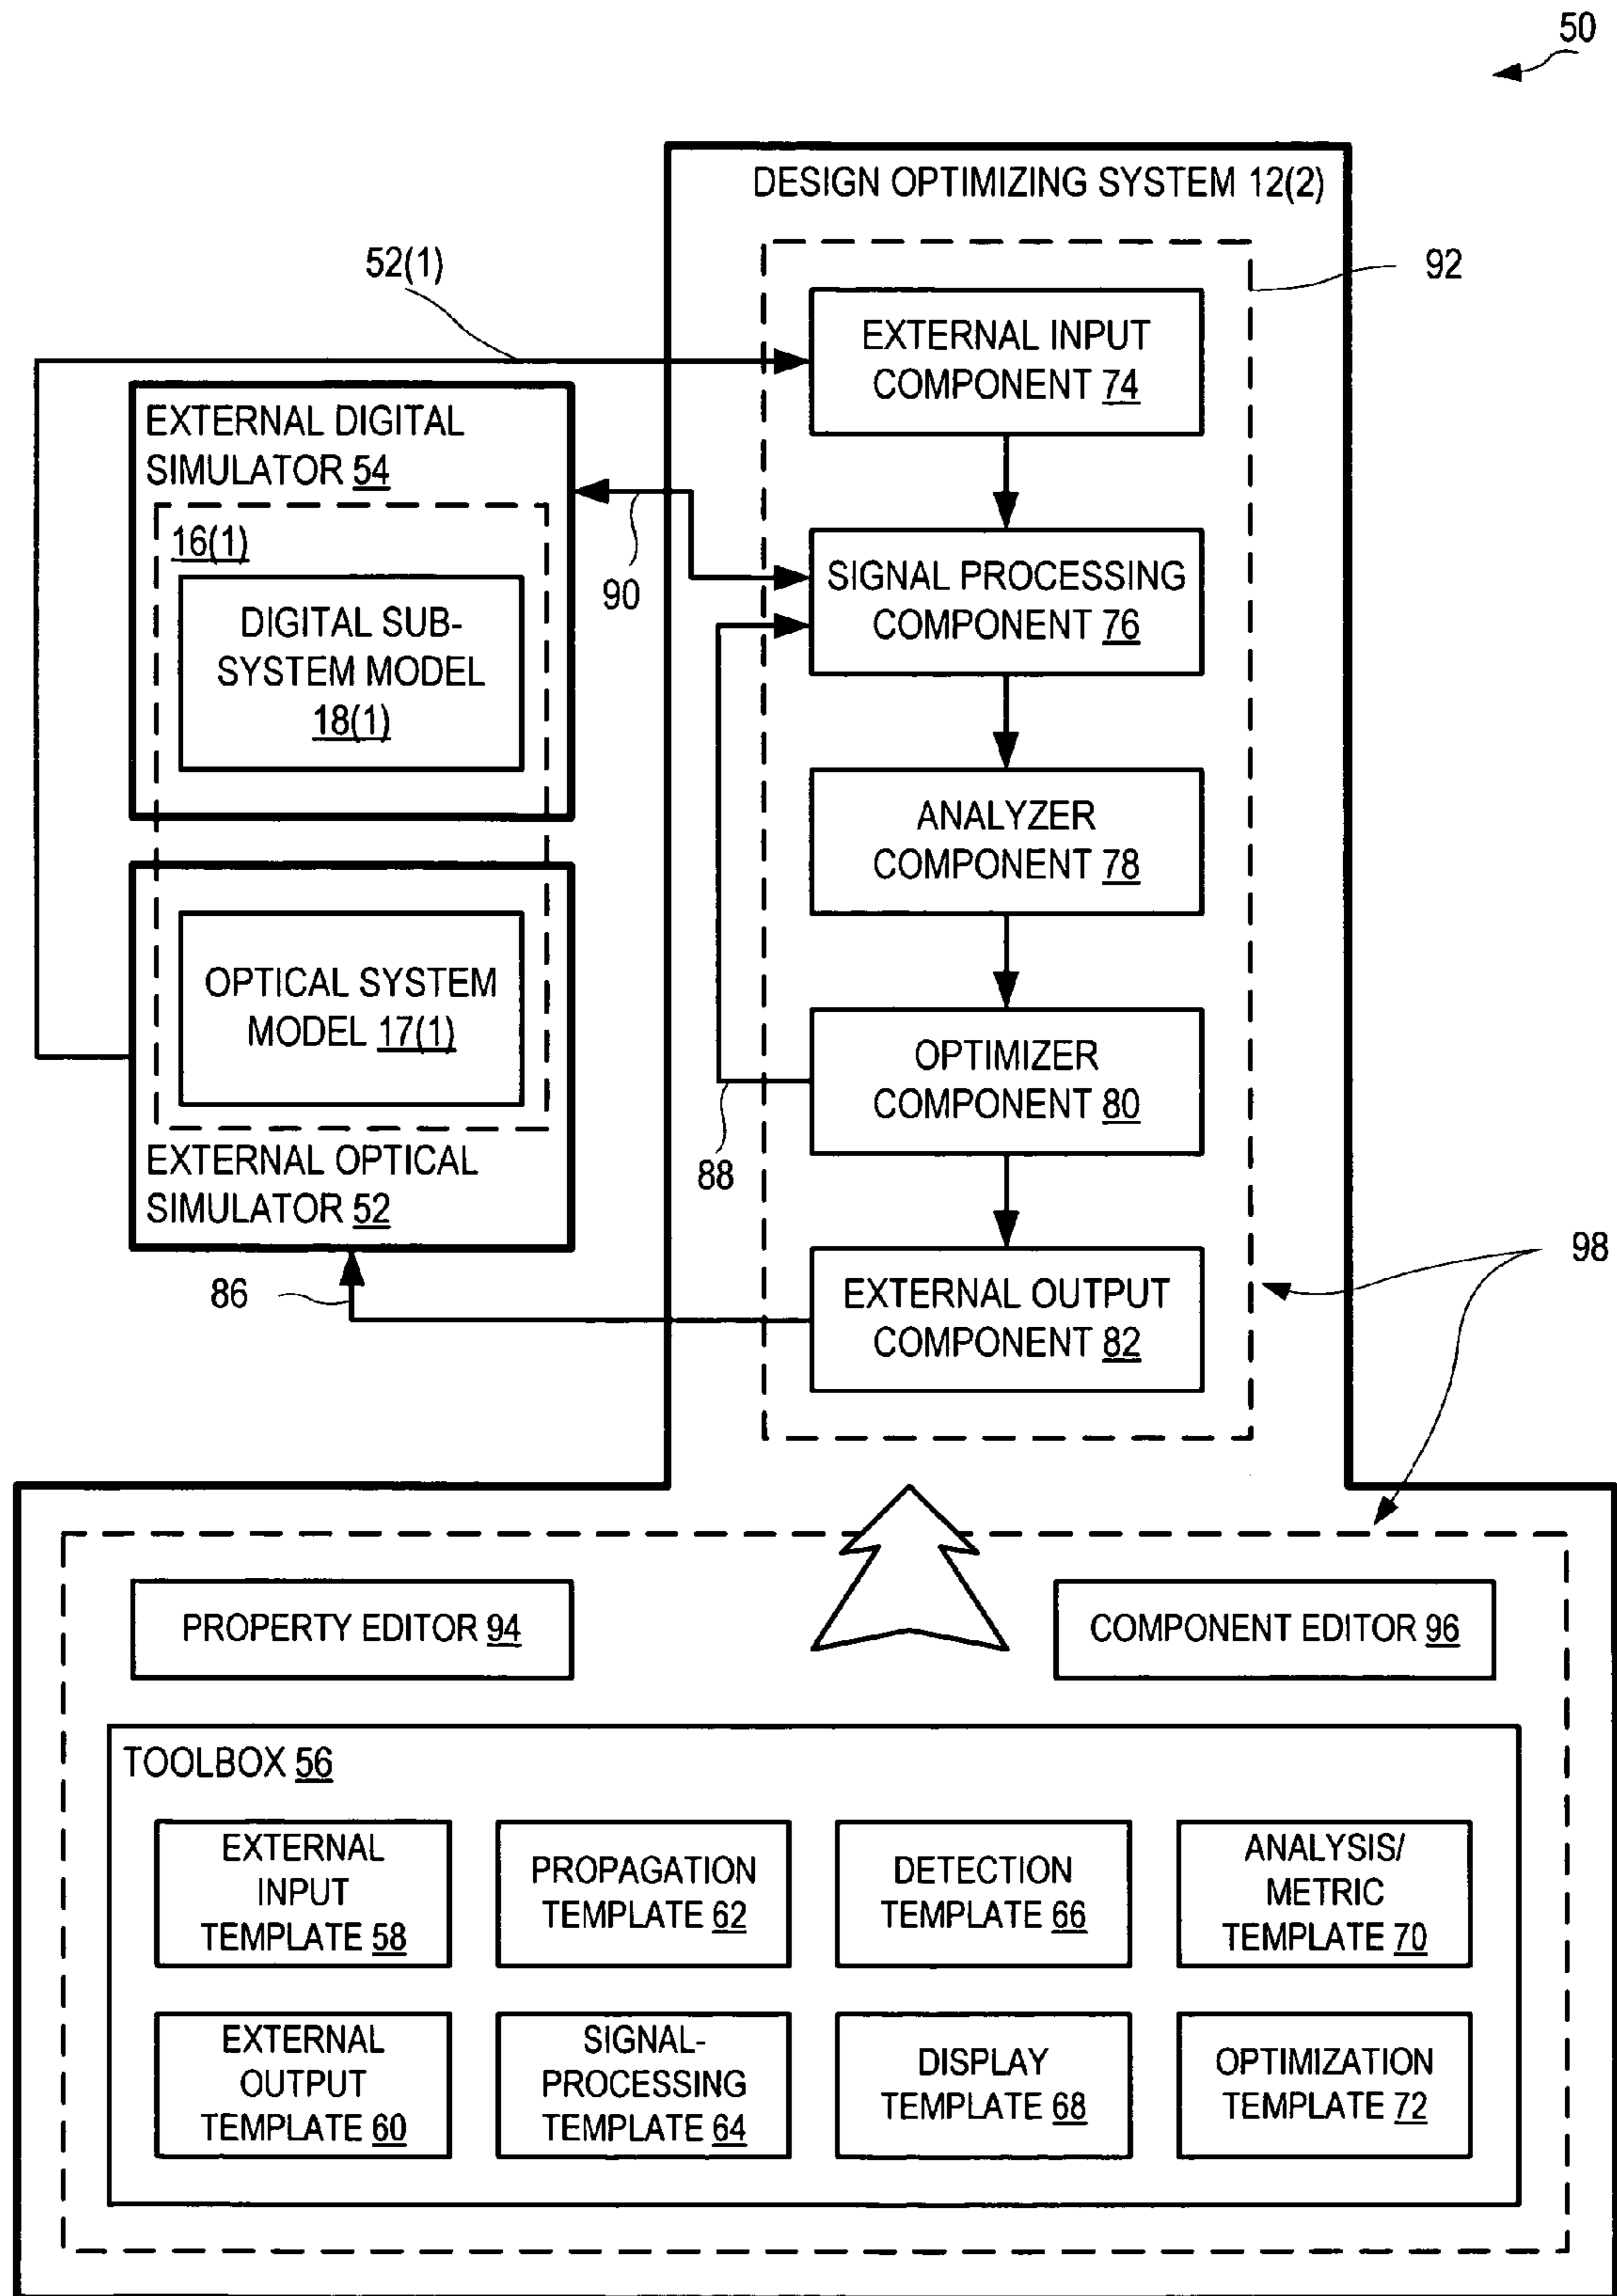 50
DESIGN OPTIMIZING SYSTEM 12(2)
52(1)
92
EXTERNAL INPUT
COMPONENT 74
EXTERNAL DIGITAL
SIMULATOR 54
16(1)
DIGITAL SUB-
SYSTEM MODEL
18(1)
90
SIGNAL PROCESSING
COMPONENT 76
ANALYZER
COMPONENT 78
OPTICAL SYSTEM
MODEL 17(1)
EXTERNAL OPTICAL
SIMULATOR 52
OPTIMIZER
COMPONENT 80
88
86
EXTERNAL OUTPUT
COMPONENT 82
98
PROPERTY EDITOR 94
COMPONENT EDITOR 96
TOOLBOX 56
EXTERNAL
INPUT
TEMPLATE 58
PROPAGATION
TEMPLATE 62
DETECTION
TEMPLATE 66
ANALYSIS/
METRIC
TEMPLATE 70
EXTERNAL
OUTPUT
TEMPLATE 60
SIGNAL-
PROCESSING
TEMPLATE 64
DISPLAY
TEMPLATE 68
OPTIMIZATION
TEMPLATE 72